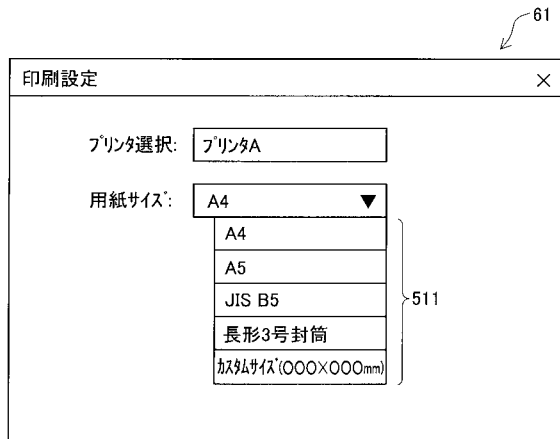 61
印刷設定 ×
プリンタ選択: プリンタA
用紙サイズ: A4 ▼
A4
A5
JIS B5
長形3号封筒
カスタムサイズ(〇〇〇×〇〇〇mm)
511